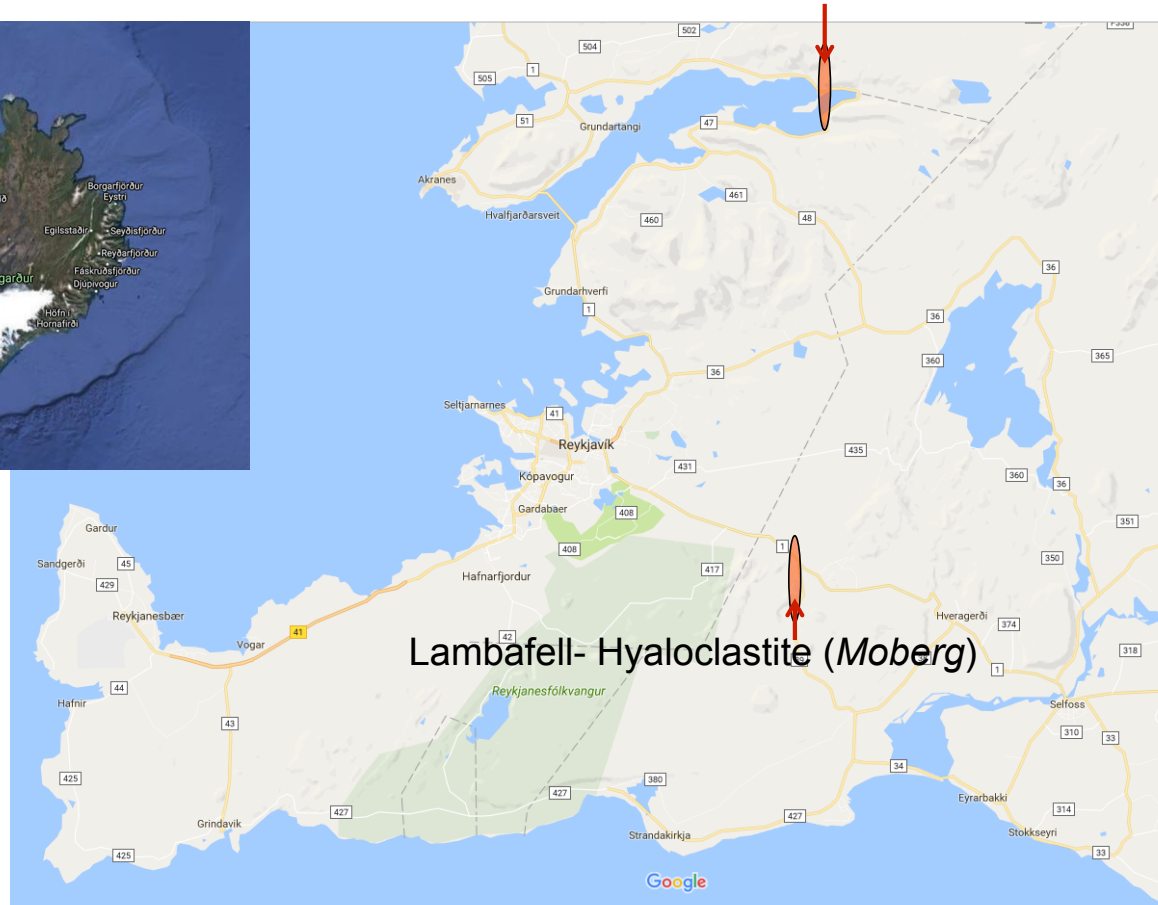 F338
502
504
1
505
51
Grundartangi
47
Akranes
Hvalfjarðarsveit
461
460
48
36
Grundarhverfi
1
36
360
365
36
Seltjarnarnes
41
Reykjavík
435
431
360
36
Kópavogur
Gardabaer
408
351
1
408
350
417
Hafnarfjordur
Borgarfjörður
Eystri
Egilsstaðir
Seyðisfjörður
Reyðarfjörður
Fáskrúðsfjörður
Djúpivogur
garður
Höfn í
Hornafirði
Gardur
Sandgerði
45
429
Reykjanesbær
41
Vogar
Hveragerði
374
42
318
Lambafell- Hyaloclastite (Moberg)
1
Reykjanesfólkvangur
44
Hafnir
43
Selfoss
310
33
425
34
380
427
Eyrarbakki
314
427
427
Grindavik
Strandakirkja
Stokkseyri
425
33
Google